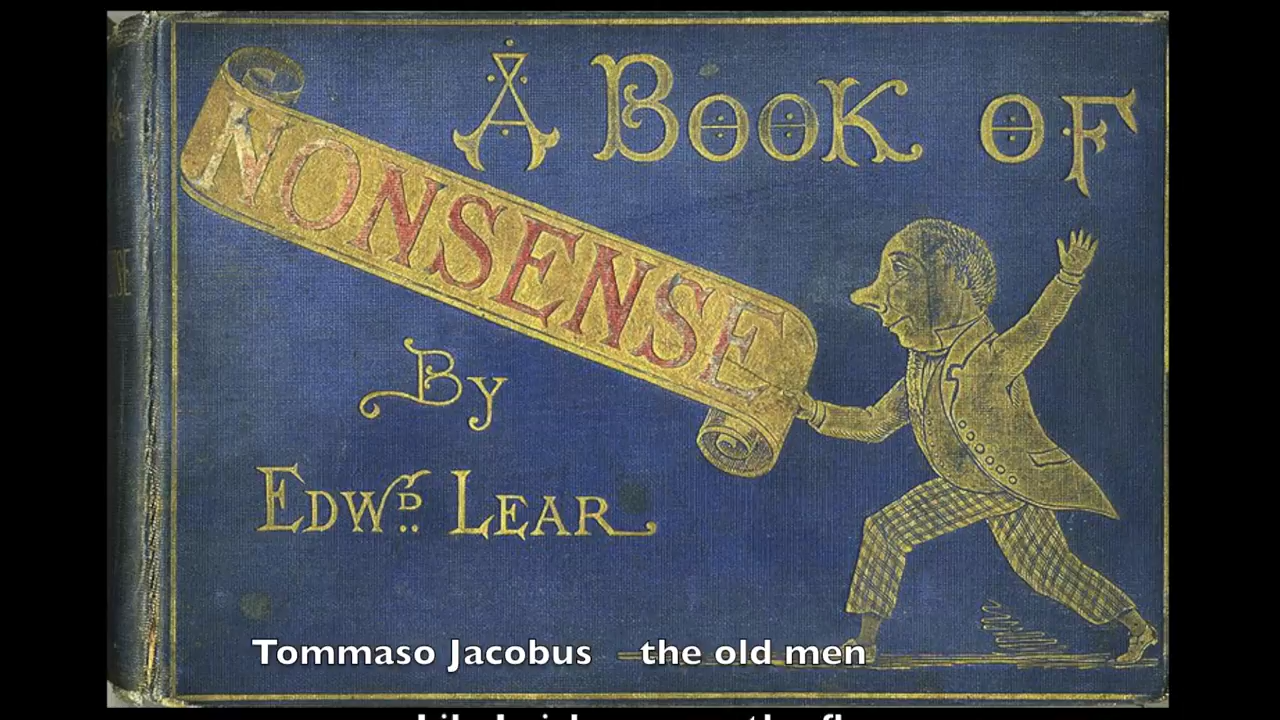 A BOOK OF
NONSENSE
By
EDWD. LEAR
Tommaso Jacobus the old men